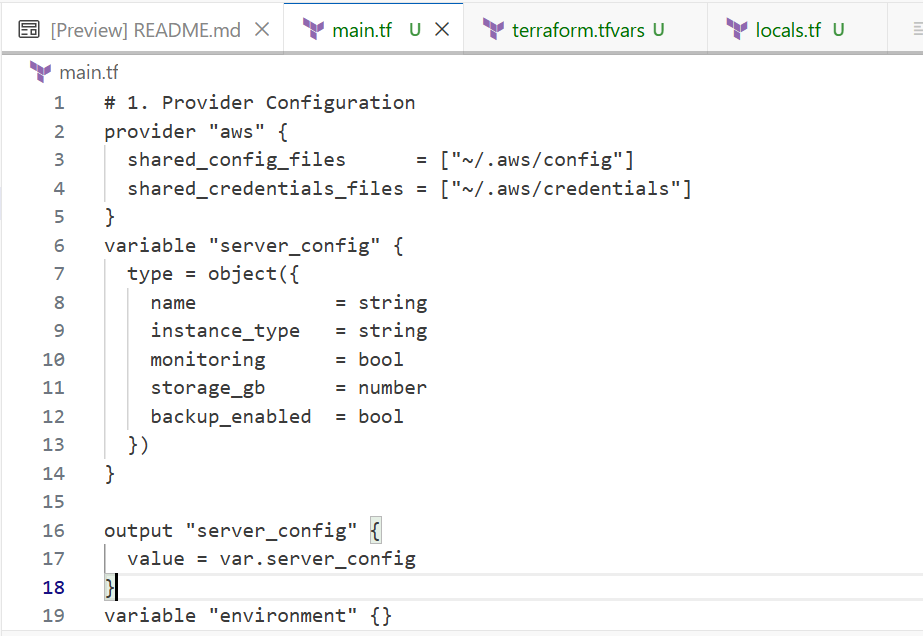 [Preview] README.md
main.tf U
terraform.tfvars U
locals.tf U
main.tf
1 # 1. Provider Configuration
2 provider "aws" {
3   shared_config_files      = ["~/.aws/config"]
4   shared_credentials_files = ["~/.aws/credentials"]
5 }
6 variable "server_config" {
7   type = object({
8     name            = string
9     instance_type   = string
10     monitoring      = bool
11     storage_gb      = number
12     backup_enabled  = bool
13   })
14 }
15
16 output "server_config" {
17   value = var.server_config
18 }
19 variable "environment" {}